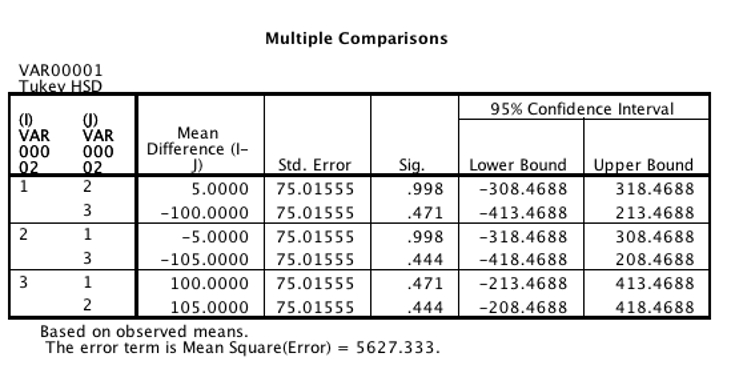 Multiple Comparisons
VAR00001
Tukey HSD
(I) VAR 000 02 (J) VAR 000 02 Mean Difference (I-J) Std. Error Sig. 95% Confidence Interval
Lower Bound Upper Bound
1 2 5.0000 75.01555 .998 -308.4688 318.4688
3 -100.0000 75.01555 .471 -413.4688 213.4688
2 1 -5.0000 75.01555 .998 -318.4688 308.4688
3 -105.0000 75.01555 .444 -418.4688 208.4688
3 1 100.0000 75.01555 .471 -213.4688 413.4688
2 105.0000 75.01555 .444 -208.4688 418.4688
Based on observed means.
The error term is Mean Square(Error) = 5627.333.